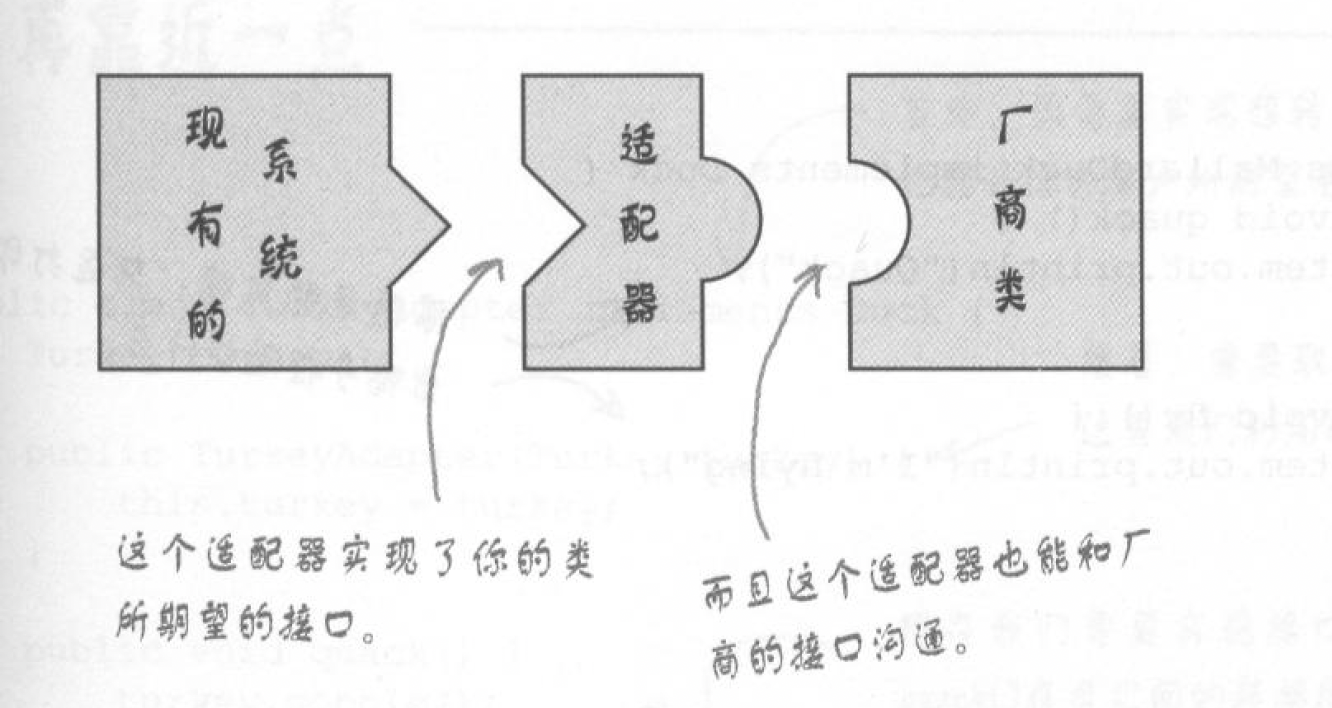 现有的
系统
适配器
厂商类
这个适配器实现了你的类
所期望的接口。
而且这个适配器也能和厂
商的接口沟通。